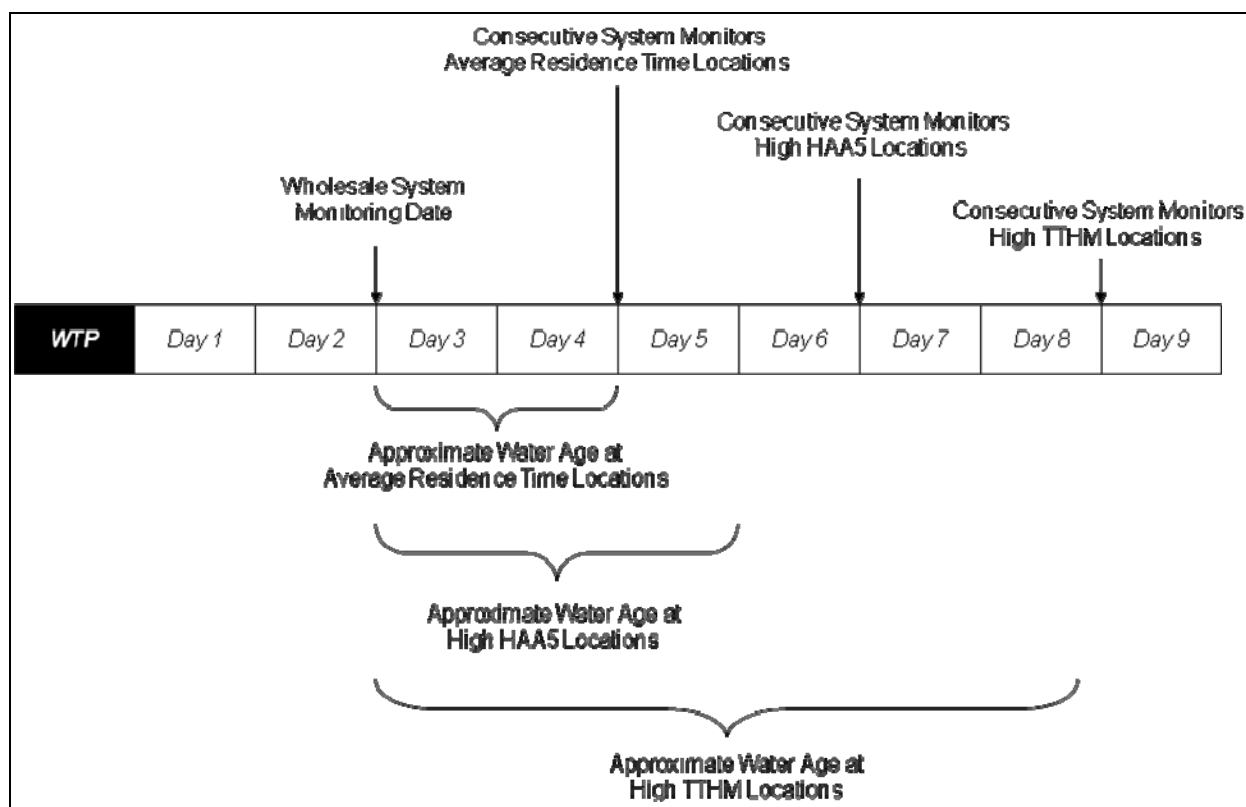 Consecutive System Monitors
Average Residence Time Locations
Consecutive System Monitors
High HAA5 Locations
Wholesale System
Monitoring Date
Consecutive System Monitors
High TTHM Locations
WTP Day 1 Day 2 Day 3 Day 4 Day 5 Day 6 Day 7 Day 8 Day 9
Approximate Water Age at
Average Residence Time Locations
Approximate Water Age at
High HAA5 Locations
Approximate Water Age at
High TTHM Locations